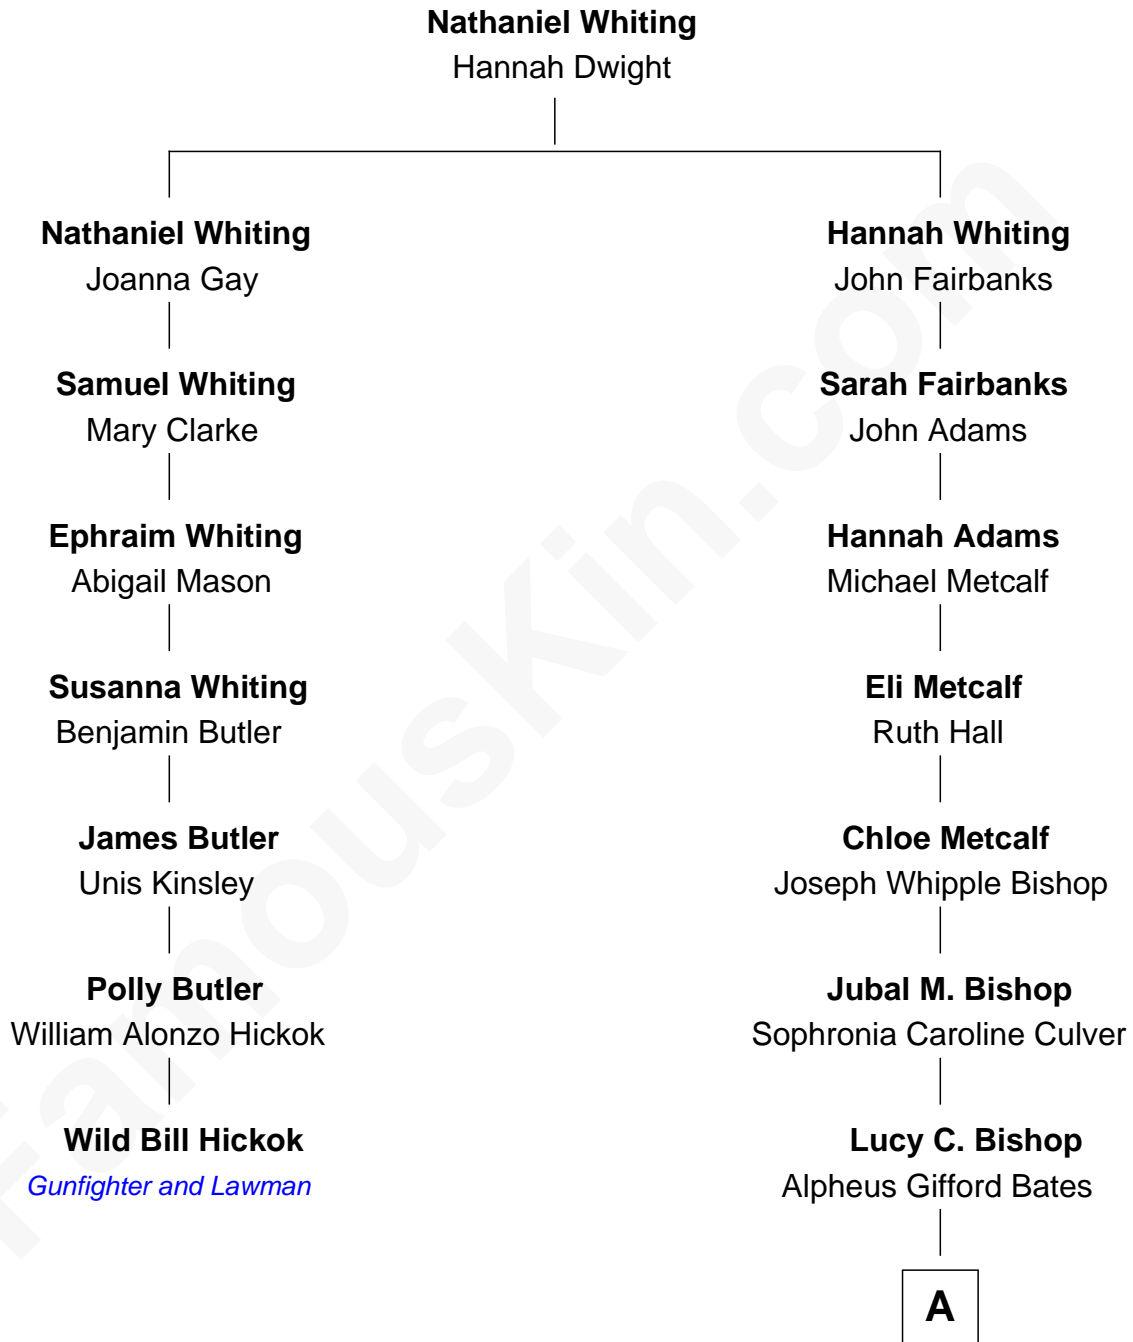 Nathaniel Whiting
Hannah Dwight
Nathaniel Whiting
Joanna Gay
Samuel Whiting
Mary Clarke
Ephraim Whiting
Abigail Mason
Susanna Whiting
Benjamin Butler
James Butler
Unis Kinsley
Polly Butler
William Alonzo Hickok
Wild Bill Hickok
Gunfighter and Lawman
Hannah Whiting
John Fairbanks
Sarah Fairbanks
John Adams
Hannah Adams
Michael Metcalf
Eli Metcalf
Ruth Hall
Chloe Metcalf
Joseph Whipple Bishop
Jubal M. Bishop
Sophronia Caroline Culver
Lucy C. Bishop
Alpheus Gifford Bates
A
FamousKin.com